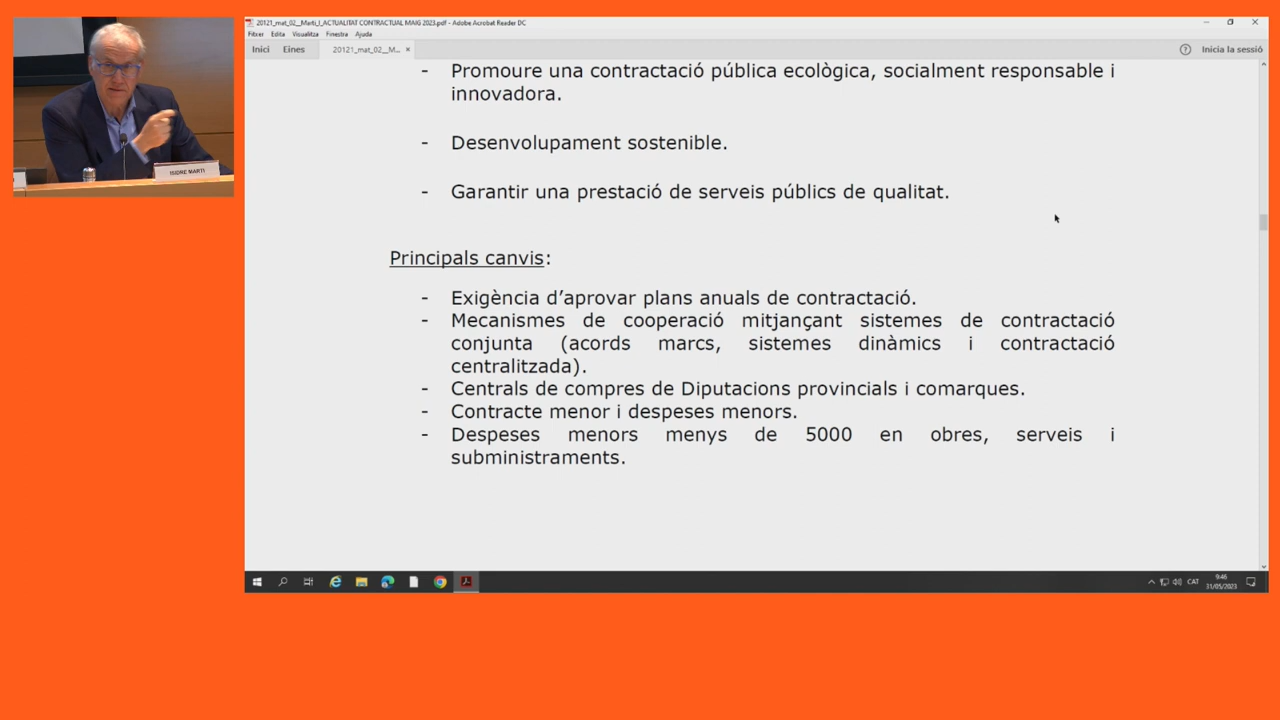 20121_mat_02__Marti_I_ACTUALITAT CONTRACTUAL MAIG 2023.pdf - Adobe Acrobat Reader DC
Fitxer Edita Visualitza Finestra Ajuda
Inici Eines 20121_mat_02__M... × Inicia la sessió
- Promoure una contractació pública ecològica, socialment responsable i
innovadora.
- Desenvolupament sostenible.
- Garantir una prestació de serveis públics de qualitat.
Principals canvis:
- Exigència d'aprovar plans anuals de contractació.
- Mecanismes de cooperació mitjançant sistemes de contractació
conjunta (acords marcs, sistemes dinàmics i contractació
centralitzada).
- Centrals de compres de Diputacions provincials i comarques.
- Contracte menor i despeses menors.
- Despeses menors menys de 5000 en obres, serveis i
subministraments.
ISIDRE MARTI
CAT
9:46
31/05/2023